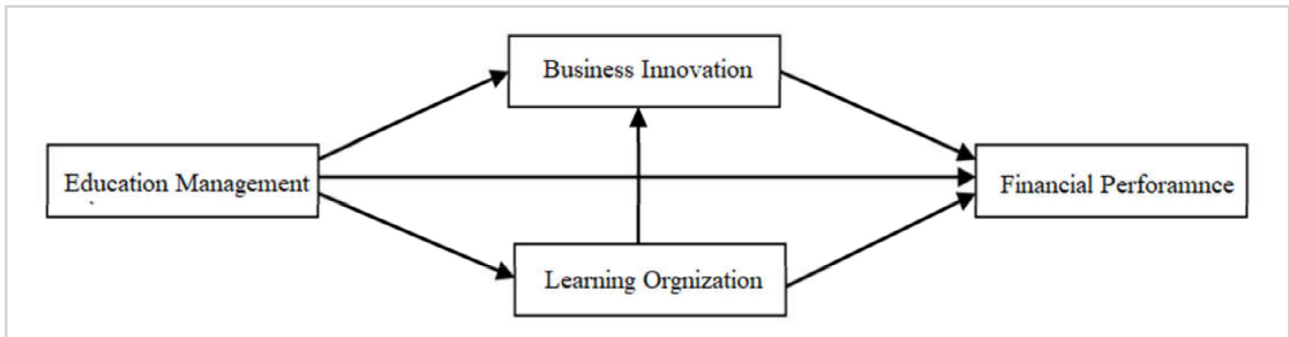 Business Innovation
Education Management
Financial Perforamnce
Learning Orgnization